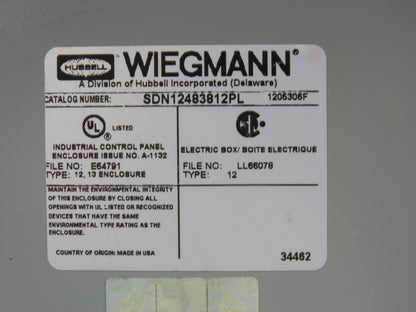 HUBBELL
WIEGMANN™
A Division of Hubbell Incorporated (Delaware)
CATALOG NUMBER: SDN12483812PL 1205306F
UL LISTED
INDUSTRIAL CONTROL PANEL
ENCLOSURE ISSUE NO. A-1132
FILE NO: E64791
TYPE: 12, 13 ENCLOSURE
ELECTRIC BOX/ BOITE ELECTRIQUE
FILE NO: LL66078
TYPE: 12
MAINTAIN THE ENVIRONMENTAL INTEGRITY
OF THIS ENCLOSURE BY CLOSING ALL
OPENINGS WITH UL LISTED OR RECOGNIZED
DEVICES THAT HAVE THE SAME
ENVIRONMENTAL TYPE RATING AS THE
ENCLOSURE.
COUNTRY OF ORIGIN: MADE IN USA
34462